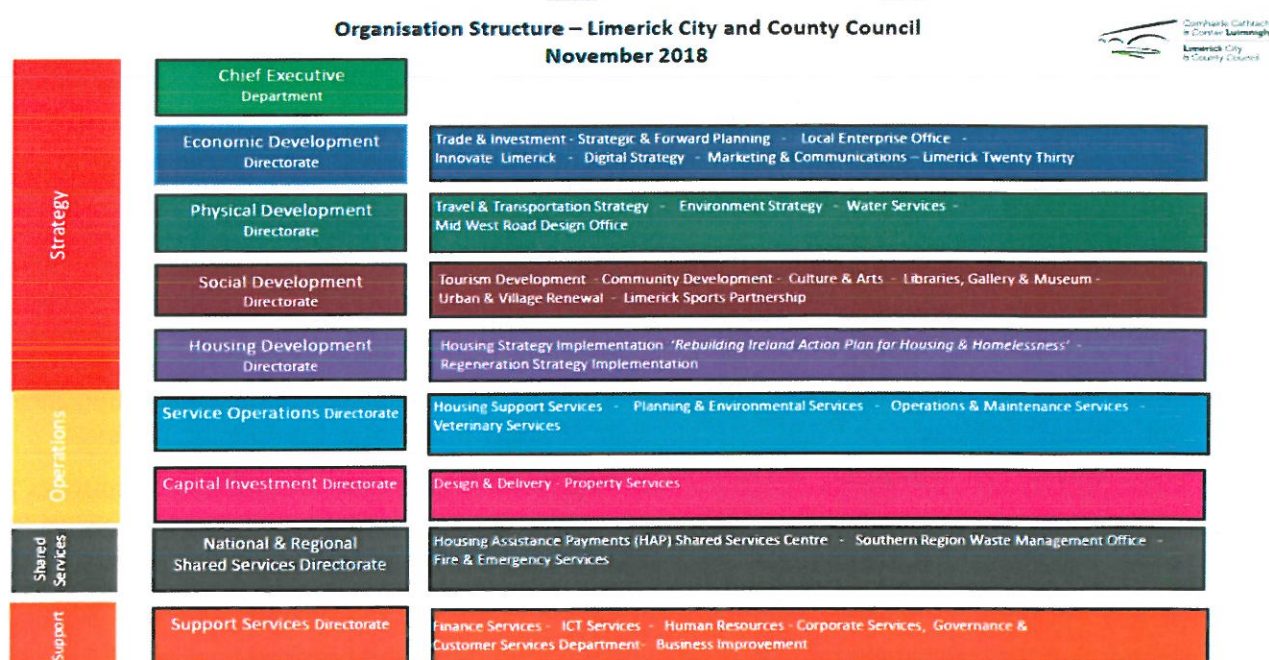 Organisation Structure – Limerick City and County Council
November 2018
Comhairle Cathrach
& Contae Luimnigh
Limerick City
& County Council
Strategy
Chief Executive
Department
Economic Development
Directorate
Trade & Investment - Strategic & Forward Planning - Local Enterprise Office -
Innovate Limerick - Digital Strategy - Marketing & Communications – Limerick Twenty Thirty
Physical Development
Directorate
Travel & Transportation Strategy - Environment Strategy - Water Services -
Mid West Road Design Office
Social Development
Directorate
Tourism Development - Community Development - Culture & Arts - Libraries, Gallery & Museum -
Urban & Village Renewal - Limerick Sports Partnership
Housing Development
Directorate
Housing Strategy Implementation 'Rebuilding Ireland Action Plan for Housing & Homelessness' -
Regeneration Strategy Implementation
Operations
Service Operations Directorate
Housing Support Services - Planning & Environmental Services - Operations & Maintenance Services -
Veterinary Services
Capital Investment Directorate
Design & Delivery - Property Services
Shared
Services
National & Regional
Shared Services Directorate
Housing Assistance Payments (HAP) Shared Services Centre - Southern Region Waste Management Office -
Fire & Emergency Services
Support
Support Services Directorate
Finance Services - ICT Services - Human Resources - Corporate Services, Governance &
Customer Services Department- Business Improvement